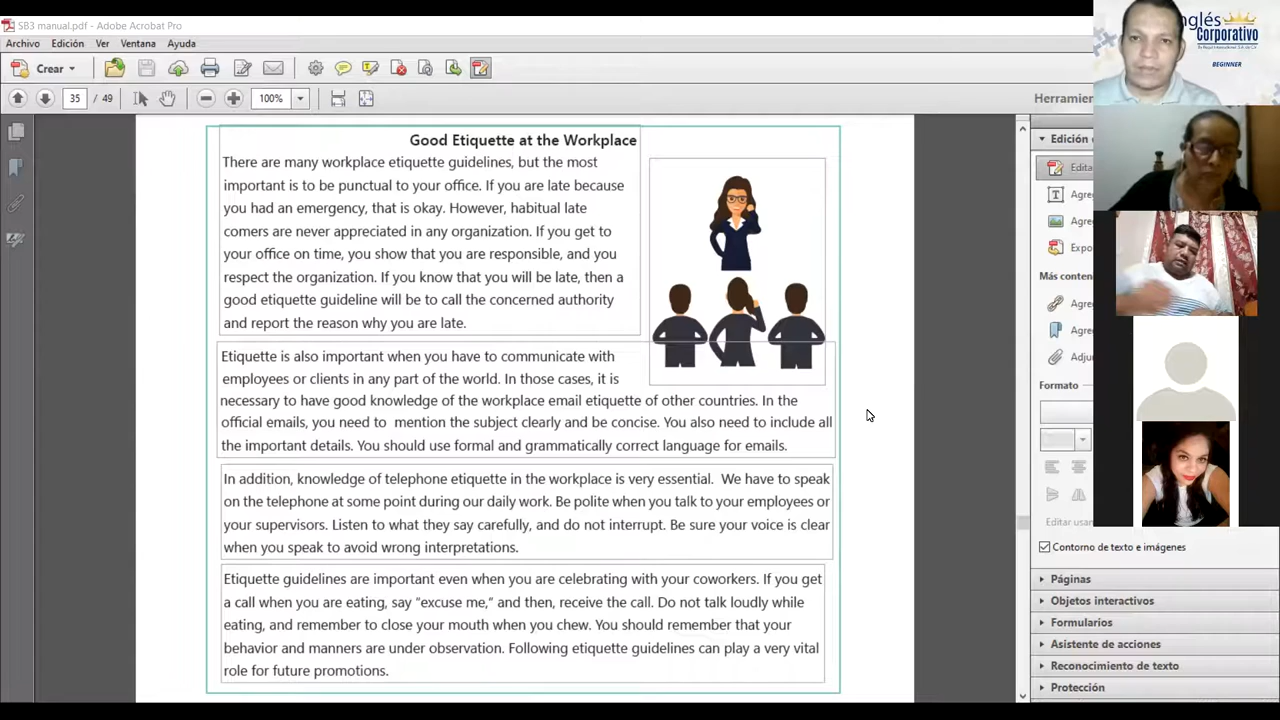 SB3 manual.pdf - Adobe Acrobat Pro
Archivo Edición Ver Ventana Ayuda
Crear
35 / 49 100%
Herramien
Good Etiquette at the Workplace
There are many workplace etiquette guidelines, but the most
important is to be punctual to your office. If you are late because
you had an emergency, that is okay. However, habitual late
comers are never appreciated in any organization. If you get to
your office on time, you show that you are responsible, and you
respect the organization. If you know that you will be late, then a
good etiquette guideline will be to call the concerned authority
and report the reason why you are late.
Etiquette is also important when you have to communicate with
employees or clients in any part of the world. In those cases, it is
necessary to have good knowledge of the workplace email etiquette of other countries. In the
official emails, you need to mention the subject clearly and be concise. You also need to include all
the important details. You should use formal and grammatically correct language for emails.
In addition, knowledge of telephone etiquette in the workplace is very essential. We have to speak
on the telephone at some point during our daily work. Be polite when you talk to your employees or
your supervisors. Listen to what they say carefully, and do not interrupt. Be sure your voice is clear
when you speak to avoid wrong interpretations.
Etiquette guidelines are important even when you are celebrating with your coworkers. If you get
a call when you are eating, say “excuse me,” and then, receive the call. Do not talk loudly while
eating, and remember to close your mouth when you chew. You should remember that your
behavior and manners are under observation. Following etiquette guidelines can play a very vital
role for future promotions.
Edición d
Edita
Agre
Agre
Expo
Más conten
Agre
Agre
Adju
Formato
Editar usan
Contorno de texto e imágenes
Páginas
Objetos interactivos
Formularios
Asistente de acciones
Reconocimiento de texto
Protección
nglés
Corporativo
BEGINNER